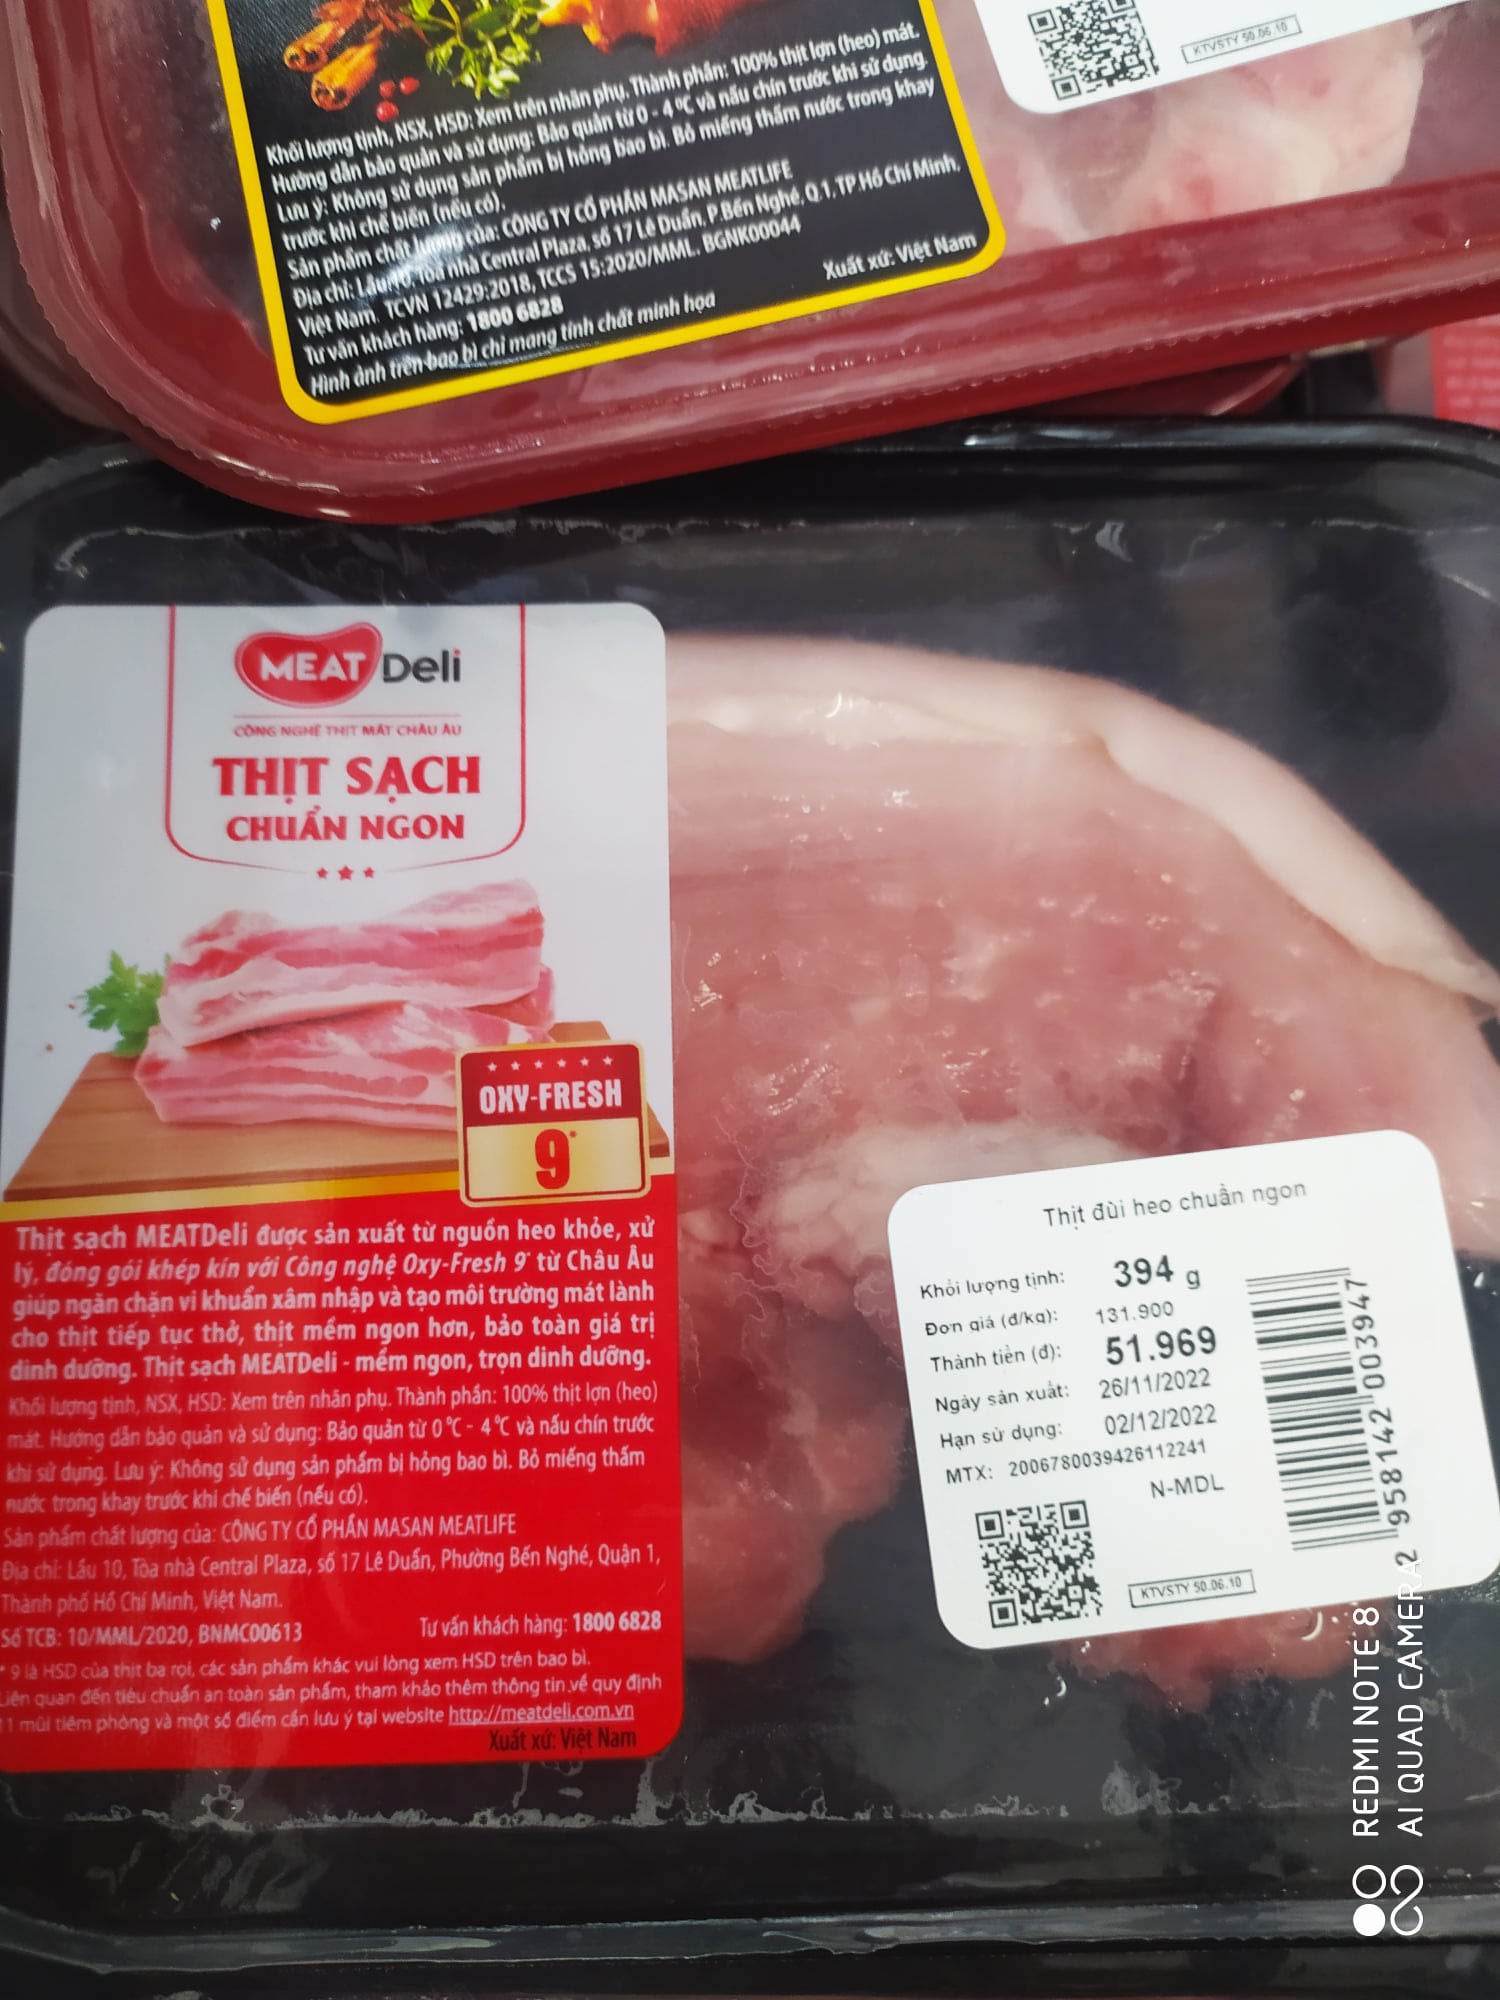 Khối lượng tịnh, NSX, HSD: Xem trên nhãn phụ. Thành phần: 100% thịt lợn (heo) mát.
Hướng dẫn bảo quản và sử dụng: Bảo quản từ 0 - 4 °C và nấu chín trước khi sử dụng.
Lưu ý: Không sử dụng sản phẩm bị hỏng bao bì. Bỏ miếng thấm nước trong khay
trước khi chế biến (nếu có).
Sản phẩm chất lượng của: CÔNG TY CỔ PHẦN MASAN MEATLIFE
Địa chỉ: Lầu 10, Toà nhà Central Plaza, số 17 Lê Duẩn, P.Bến Nghé, Q.1, TP.Hồ Chí Minh,
Việt Nam. TCVN 12429:2018, TCCS 15:2020/MML. BGNK00044
Tư vấn khách hàng: 1800 6828
Xuất xứ: Việt Nam
Hình ảnh trên bao bì chỉ mang tính chất minh họa
KTVSTY 50.06.10
MEAT Deli
CÔNG NGHỆ THỊT MÁT CHÂU ÂU
THỊT SẠCH
CHUẨN NGON
OXY-FRESH
9*
Thịt sạch MEATDeli được sản xuất từ nguồn heo khỏe, xử
lý, đóng gói khép kín với Công nghệ Oxy-Fresh 9* từ Châu Âu
giúp ngăn chặn vi khuẩn xâm nhập và tạo môi trường mát lành
cho thịt tiếp tục thở, thịt mềm ngon hơn, bảo toàn giá trị
dinh dưỡng. Thịt sạch MEATDeli - mềm ngon, trọn dinh dưỡng.
Khối lượng tịnh, NSX, HSD: Xem trên nhãn phụ. Thành phần: 100% thịt lợn (heo)
mát. Hướng dẫn bảo quản và sử dụng: Bảo quản từ 0 °C - 4 °C và nấu chín trước
khi sử dụng. Lưu ý: Không sử dụng sản phẩm bị hỏng bao bì. Bỏ miếng thấm
nước trong khay trước khi chế biến (nếu có).
Sản phẩm chất lượng của: CÔNG TY CỔ PHẦN MASAN MEATLIFE
Địa chỉ: Lầu 10, Tòa nhà Central Plaza, số 17 Lê Duẩn, Phường Bến Nghé, Quận 1,
Thành phố Hồ Chí Minh, Việt Nam.
Số TCB: 10/MML/2020, BNMC00613 Tư vấn khách hàng: 1800 6828
* 9 là HSD của thịt ba rọi, các sản phẩm khác vui lòng xem HSD trên bao bì.
Liên quan đến tiêu chuẩn an toàn sản phẩm, tham khảo thêm thông tin về quy định
11 mũi tiêm phòng và một số điểm cần lưu ý tại website http://meatdeli.com.vn
Xuất xứ: Việt Nam
Thịt đùi heo chuẩn ngon
Khối lượng tịnh: 394 g
Đơn giá (đ/kg): 131.900
Thành tiền (đ): 51.969
Ngày sản xuất: 26/11/2022
Hạn sử dụng: 02/12/2022
MTX: 2006780039426112241
N-MDL
KTVSTY 50.06.10
2 958142 003947
REDMI NOTE 8
AI QUAD CAMERA